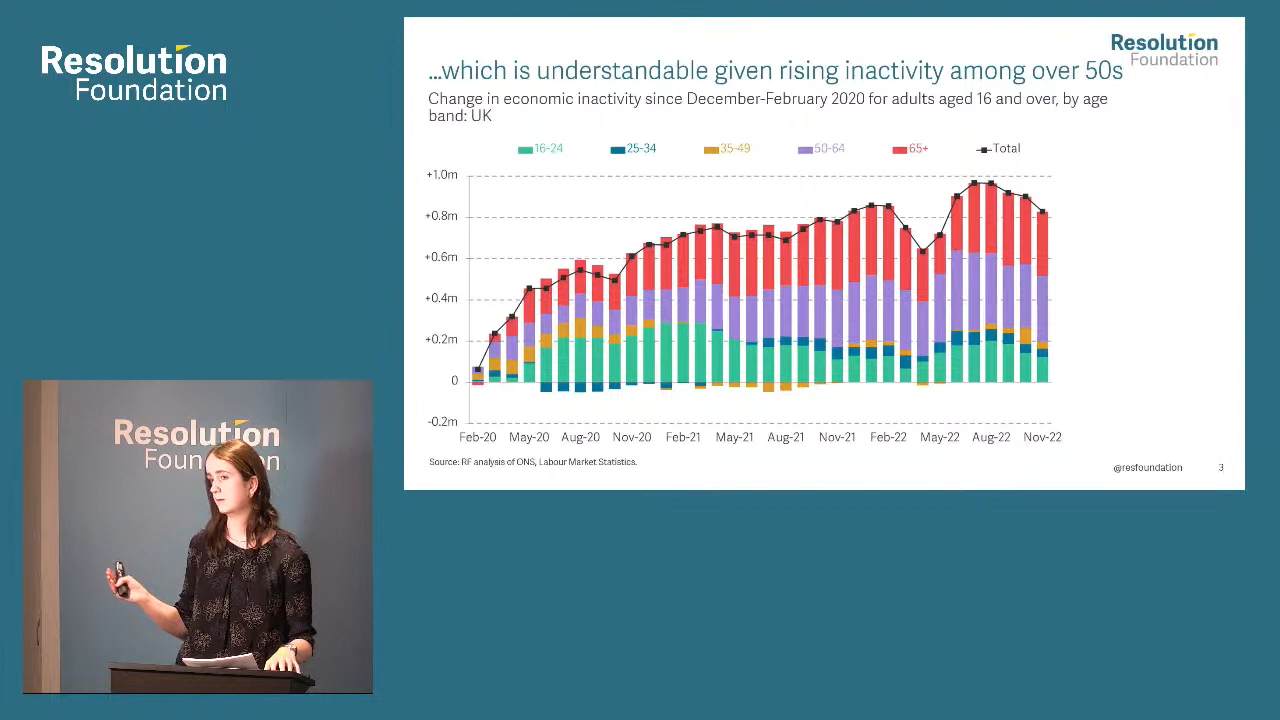 Resolution
Foundation
Resolution
Foundation
...which is understandable given rising inactivity among over 50s
Change in economic inactivity since December-February 2020 for adults aged 16 and over, by age
band: UK
16-24 25-34 35-49 50-64 65+ Total
+1.0m
+0.8m
+0.6m
+0.4m
+0.2m
0
-0.2m
Feb-20 May-20 Aug-20 Nov-20 Feb-21 May-21 Aug-21 Nov-21 Feb-22 May-22 Aug-22 Nov-22
Source: RF analysis of ONS, Labour Market Statistics.
@resfoundation 3
Resolution
Foundation